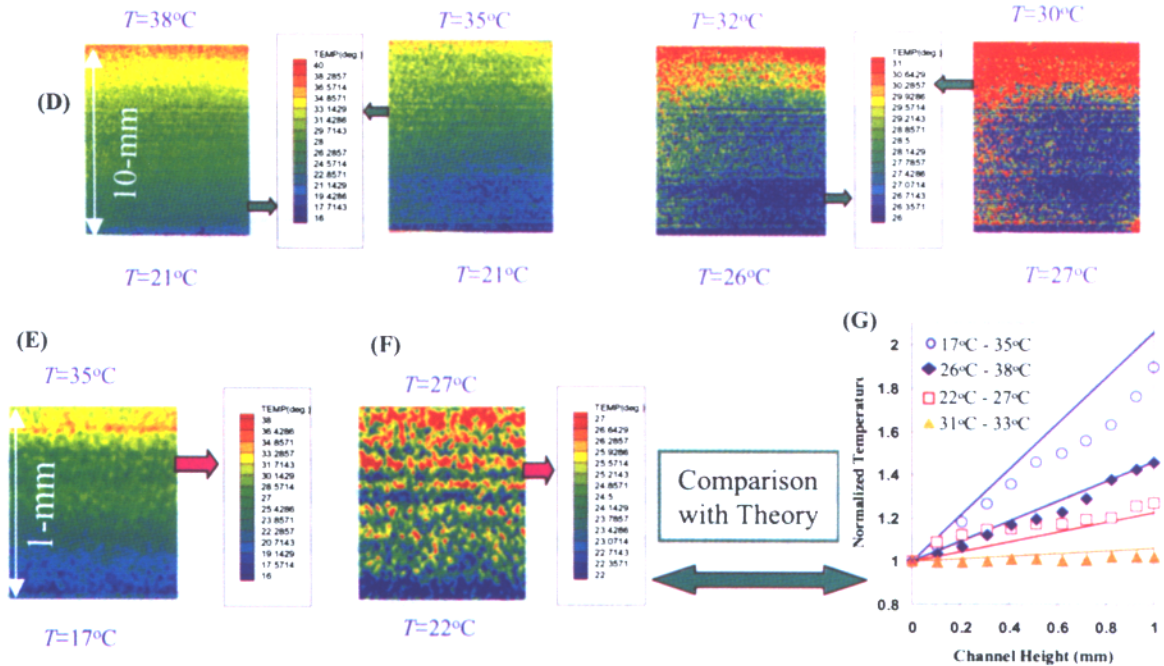 T=38°C
T=35°C
T=32°C
T=30°C
(D)
10-mm
TEMP(deg.)
40
38.2857
36.5714
34.8571
33.1429
31.4286
29.7143
28
26.2857
24.5714
22.8571
21.1429
19.4286
17.7143
16
31
30.6429
30.2857
29.9286
29.5714
29.2143
28.8571
28.5
28.1429
27.7857
27.4286
27.0714
26.7143
26.3571
26
T=21°C
T=21°C
T=26°C
T=27°C
(E)
T=35°C
1-mm
TEMP(deg.)
38
36.4286
34.8571
33.2857
31.7143
30.1429
28.5714
27
25.4286
23.8571
22.2857
20.7143
19.1429
17.5714
16
T=17°C
(F)
T=27°C
TEMP(deg.)
27
26.6429
26.2857
25.9286
25.5714
25.2143
24.8571
24.5
24.1429
23.7857
23.4286
23.0714
22.7143
22.3571
22
T=22°C
Comparison
with Theory
(G)
17°C - 35°C
26°C - 38°C
22°C - 27°C
31°C - 33°C
Normalized Temperature
2
1.8
1.6
1.4
1.2
1
0.8
0
0.2
0.4
0.6
0.8
1
Channel Height (mm)